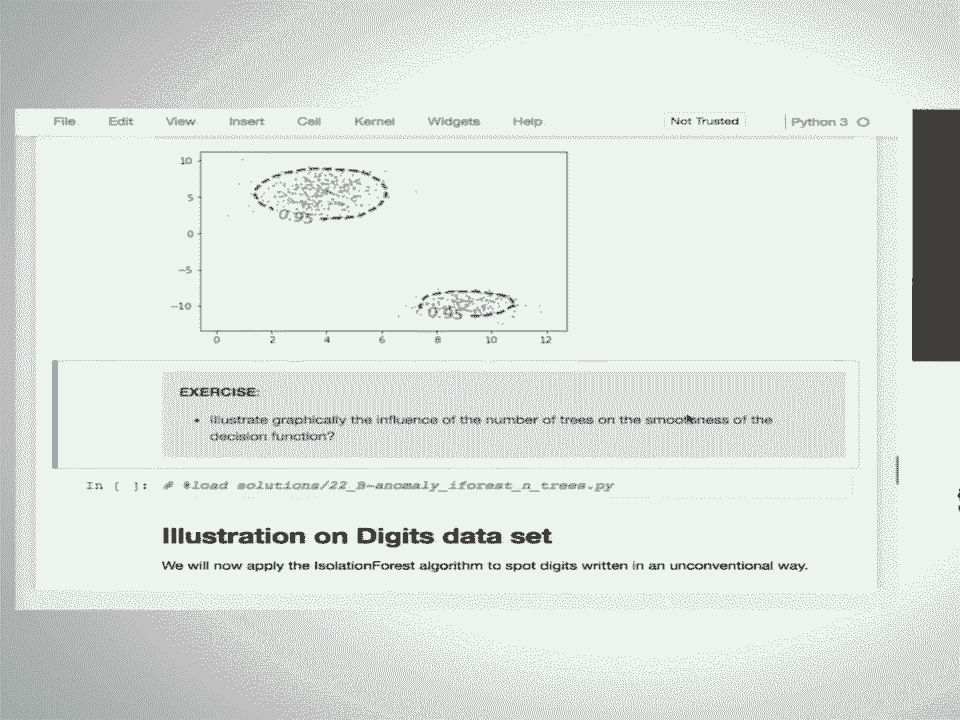 File Edit View Insert Cell Kernel Widgets Help Not Trusted Python 3
10
5
0
−5
−10
0.95
0.95
0 2 4 6 8 10 12
EXERCISE:
• Illustrate graphically the influence of the number of trees on the smoothness of the
decision function?
In [ ]: # %load solutions/22_B-anomaly_iforest_n_trees.py
Illustration on Digits data set
We will now apply the IsolationForest algorithm to spot digits written in an unconventional way.